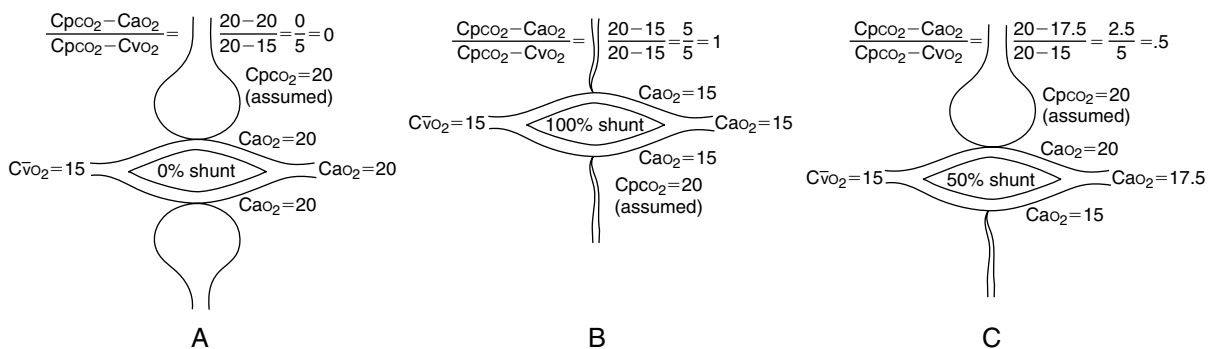 Cpco₂−Cao₂
Cpco₂−Cvo₂
=
20−20
20−15
=
0
5
=0
Cpco₂=20
(assumed)
Cao₂=20
Cv̄o₂=15
0% shunt
Cao₂=20
Cao₂=20
A
Cpco₂−Cao₂
Cpco₂−Cvo₂
=
20−15
20−15
=
5
5
=1
Cao₂=15
Cv̄o₂=15
100% shunt
Cao₂=15
Cao₂=15
Cpco₂=20
(assumed)
B
Cpco₂−Cao₂
Cpco₂−Cvo₂
=
20−17.5
20−15
=
2.5
5
=.5
Cpco₂=20
(assumed)
Cao₂=20
Cv̄o₂=15
50% shunt
Cao₂=17.5
Cao₂=15
C